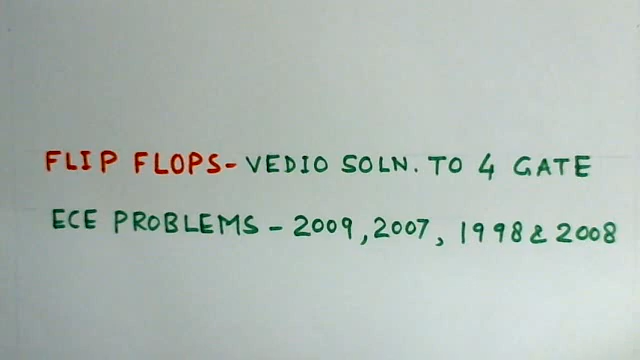 FLIP FLOPS- VEDIO SOLN. TO 4 GATE
ECE PROBLEMS - 2009, 2007, 1998 & 2008